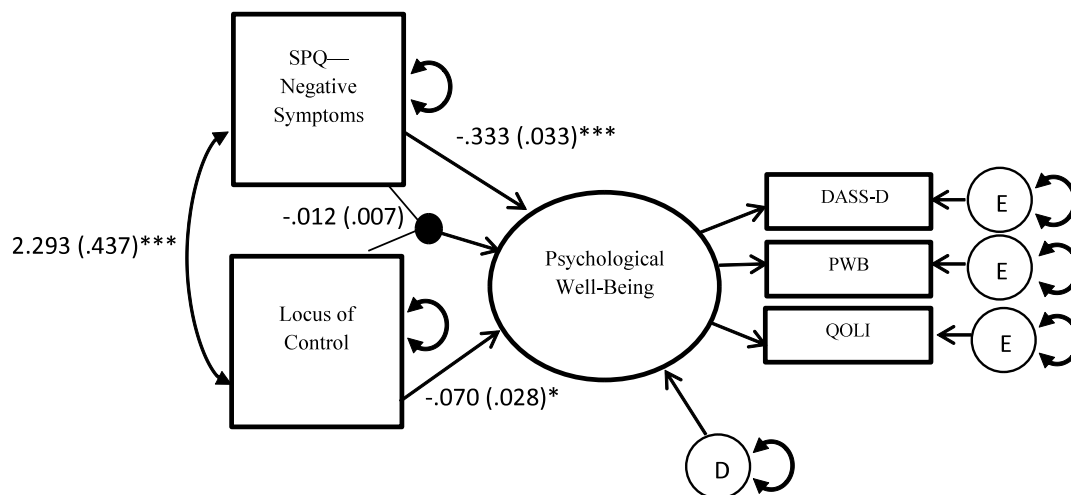 SPQ—
Negative
Symptoms
-.333 (.033)***
-.012 (.007)
2.293 (.437)***
Locus of
Control
-.070 (.028)*
Psychological
Well-Being
DASS-D
E
PWB
E
QOLI
E
D